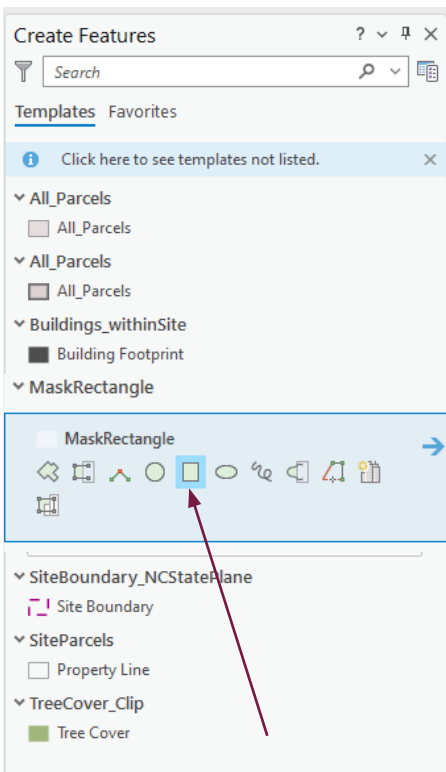 Create Features
Search
Templates Favorites
Click here to see templates not listed.
All_Parcels
All_Parcels
All_Parcels
All_Parcels
Buildings_withinSite
Building Footprint
MaskRectangle
MaskRectangle
SiteBoundary_NCStatePlane
Site Boundary
SiteParcels
Property Line
TreeCover_Clip
Tree Cover